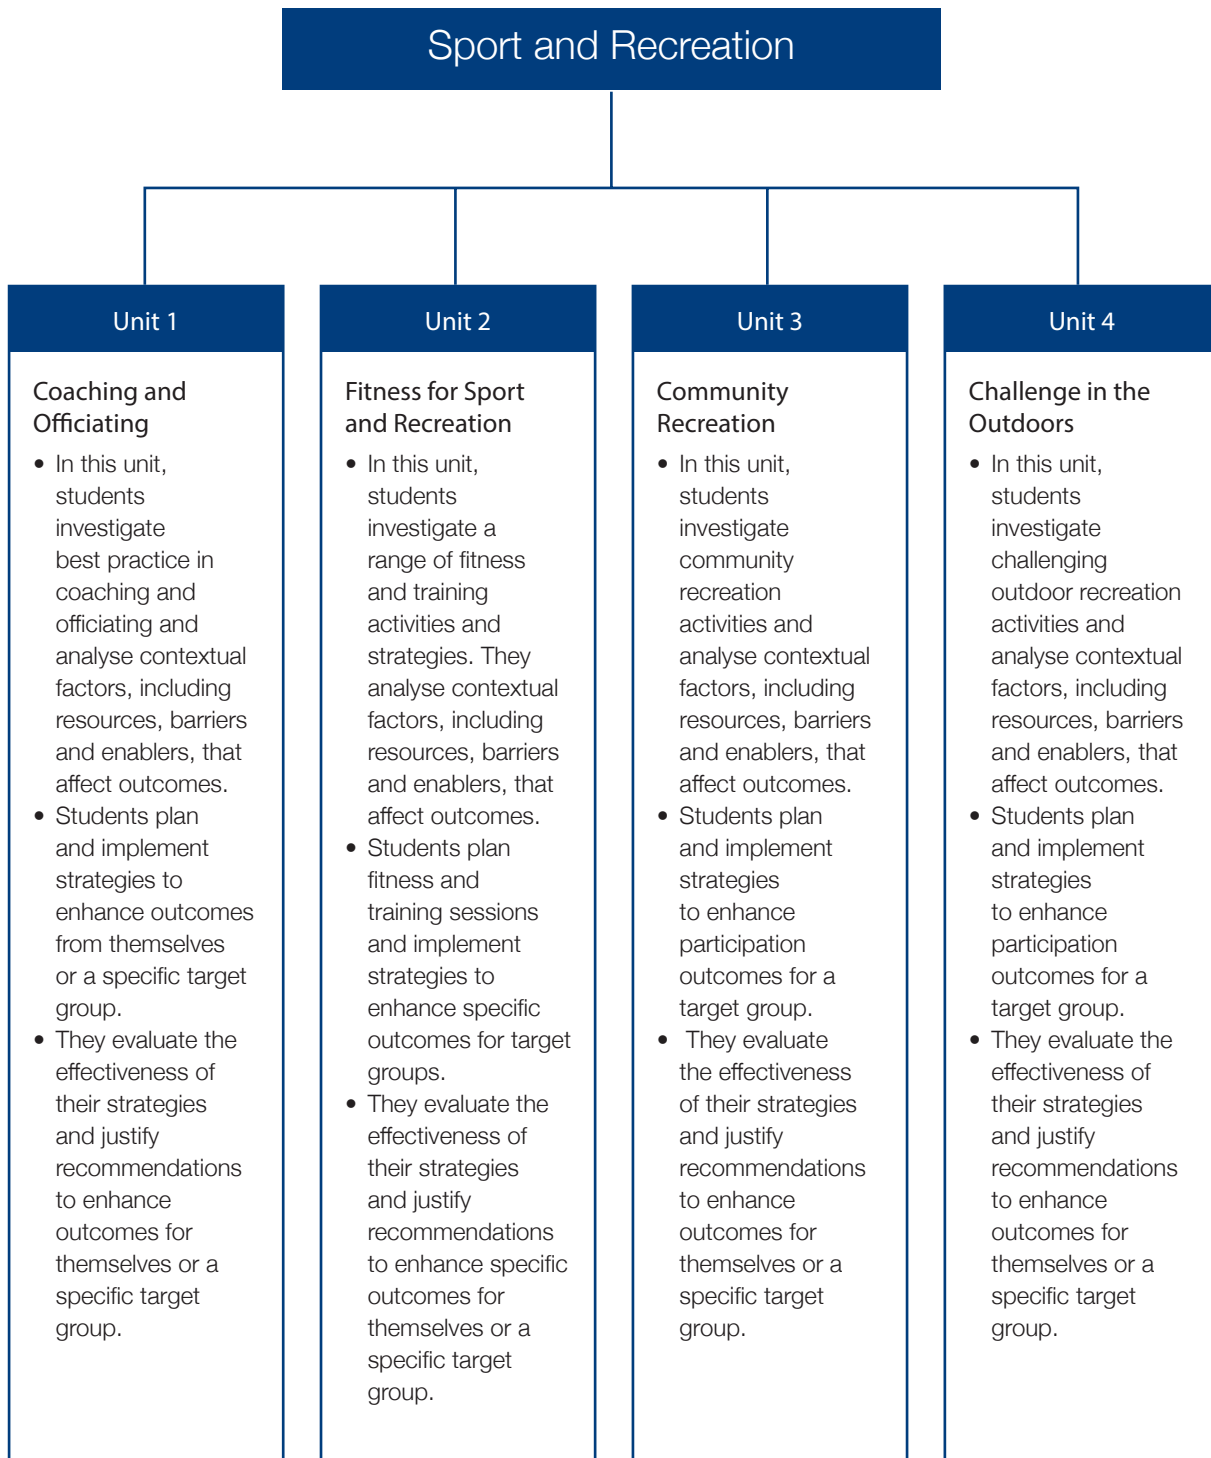 Sport and Recreation
Unit 1
Coaching and
Officiating
• In this unit,
students
investigate
best practice in
coaching and
officiating and
analyse contextual
factors, including
resources, barriers
and enablers, that
affect outcomes.
• Students plan
and implement
strategies to
enhance outcomes
from themselves
or a specific target
group.
• They evaluate the
effectiveness of
their strategies
and justify
recommendations
to enhance
outcomes for
themselves or a
specific target
group.
Unit 2
Fitness for Sport
and Recreation
• In this unit,
students
investigate a
range of fitness
and training
activities and
strategies. They
analyse contextual
factors, including
resources, barriers
and enablers, that
affect outcomes.
• Students plan
fitness and
training sessions
and implement
strategies to
enhance specific
outcomes for target
groups.
• They evaluate the
effectiveness of
their strategies
and justify
recommendations
to enhance specific
outcomes for
themselves or a
specific target
group.
Unit 3
Community
Recreation
• In this unit,
students
investigate
community
recreation
activities and
analyse contextual
factors, including
resources, barriers
and enablers, that
affect outcomes.
• Students plan
and implement
strategies
to enhance
participation
outcomes for a
target group.
• They evaluate
the effectiveness
of their strategies
and justify
recommendations
to enhance
outcomes for
themselves or a
specific target
group.
Unit 4
Challenge in the
Outdoors
• In this unit,
students
investigate
challenging
outdoor recreation
activities and
analyse contextual
factors, including
resources, barriers
and enablers, that
affect outcomes.
• Students plan
and implement
strategies
to enhance
participation
outcomes for a
target group.
• They evaluate the
effectiveness of
their strategies
and justify
recommendations
to enhance
outcomes for
themselves or a
specific target
group.